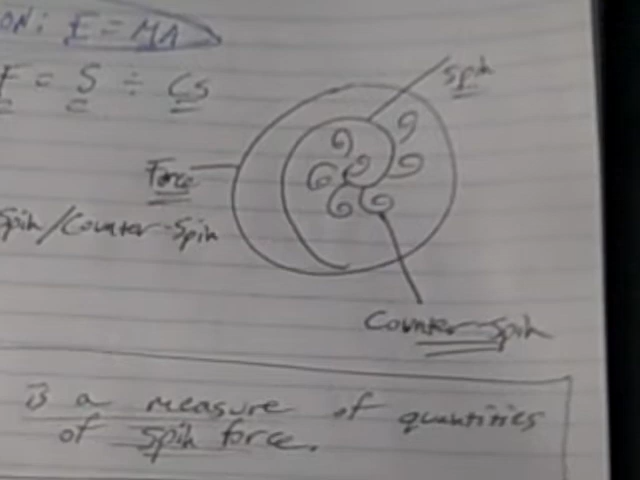 ON: F = MA
F = S ÷ Cs
Spin
Force
Spin/Counter-Spin
Counter-Spin
is a measure of quantities
of spin force.